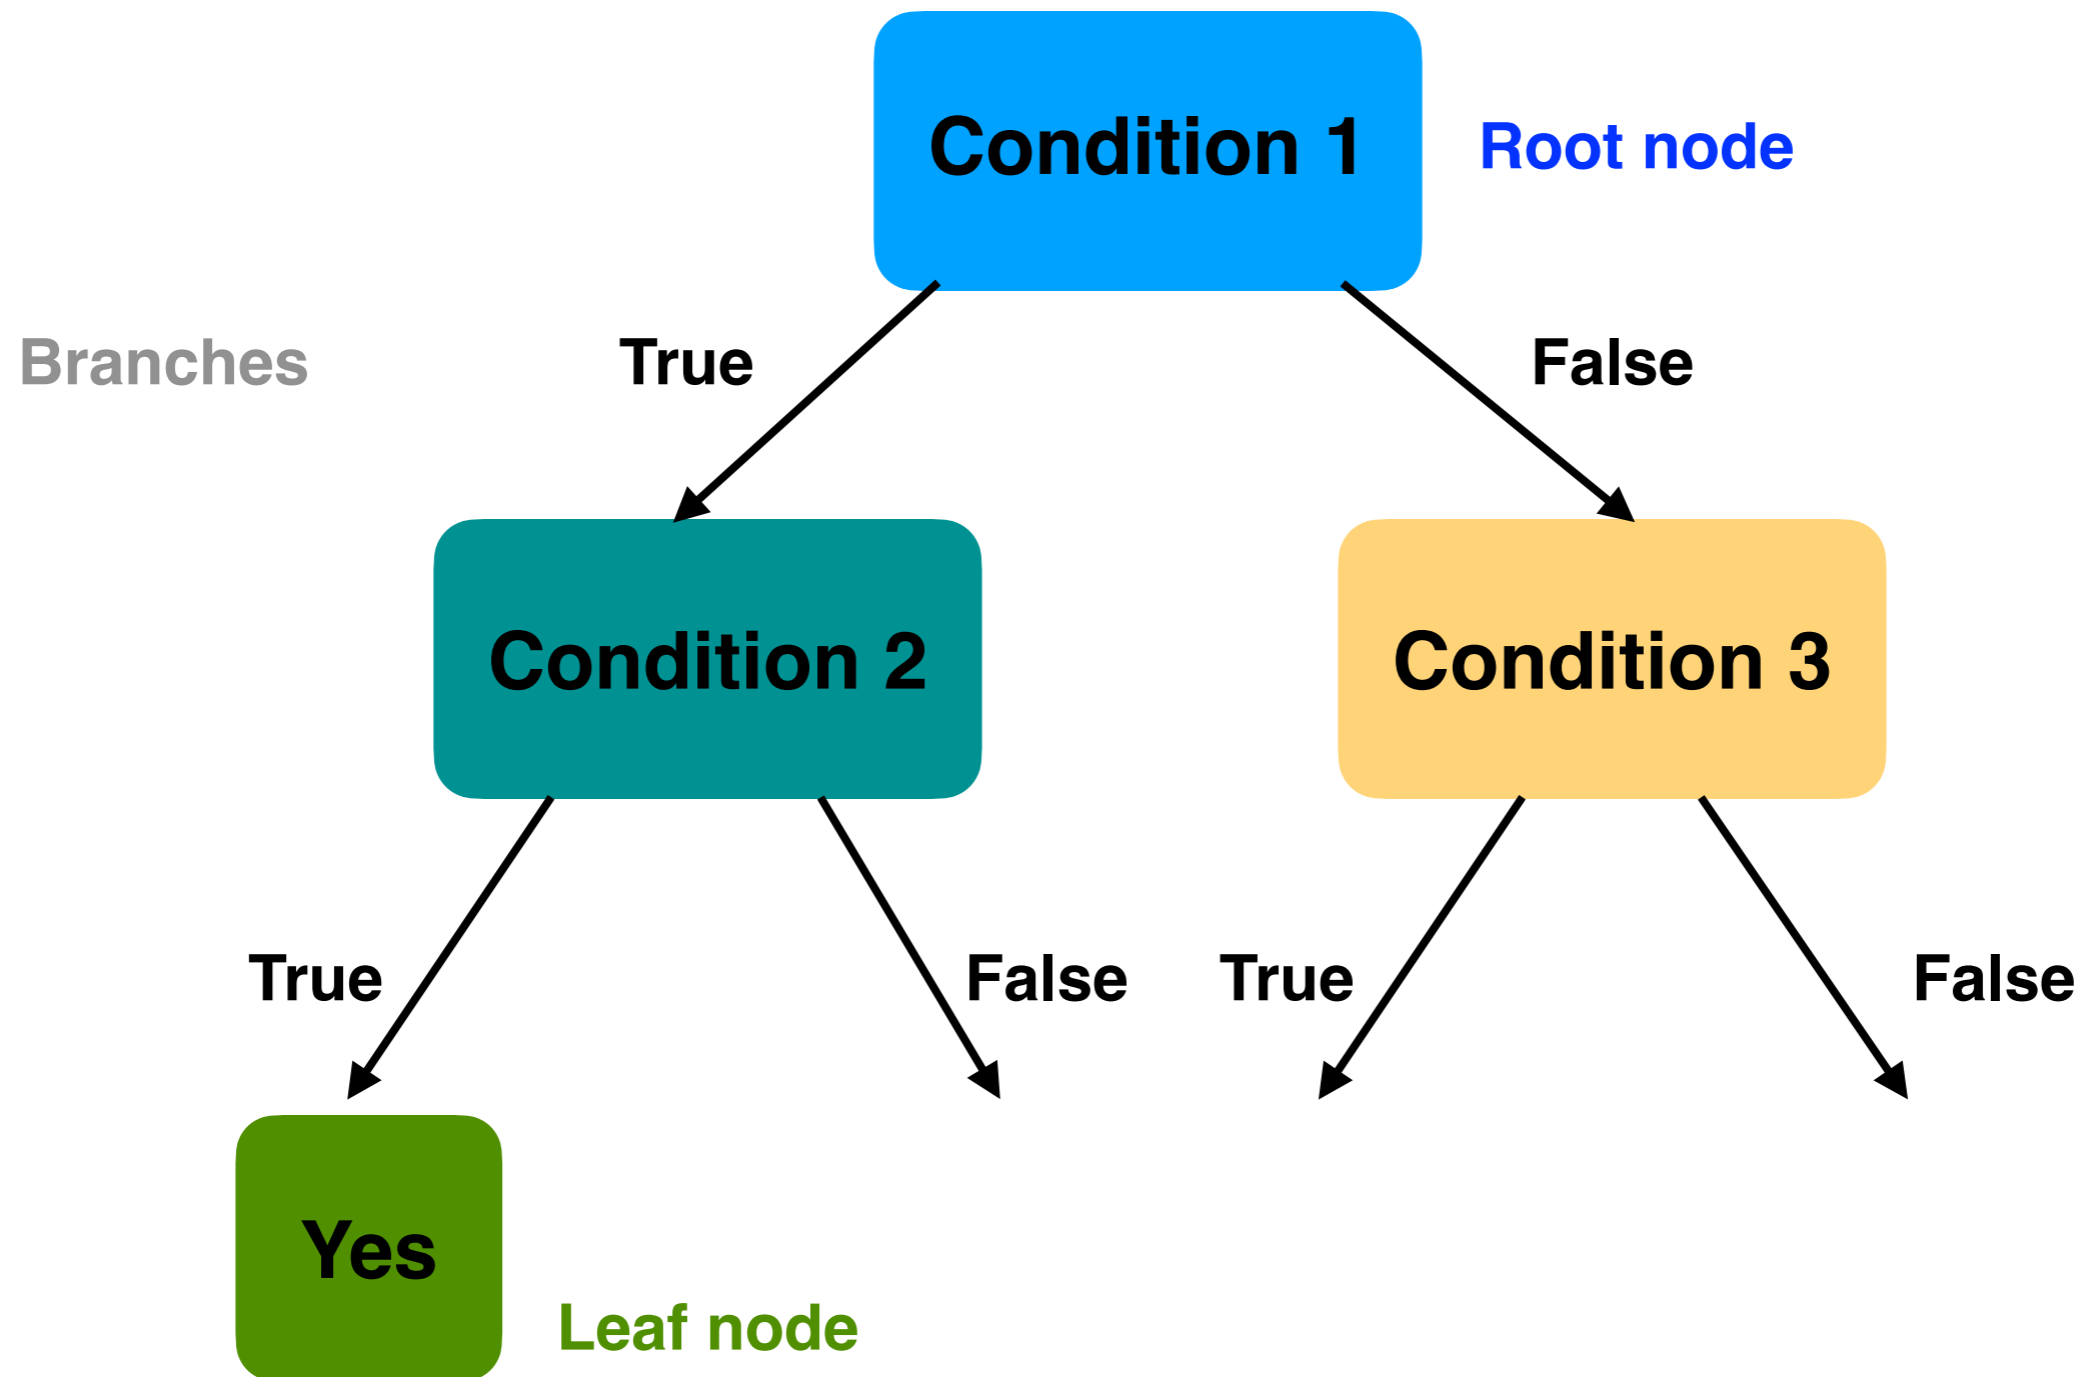 Condition 1
Root node
Branches
True
False
Condition 2
Condition 3
True
False
True
False
Yes
Leaf node